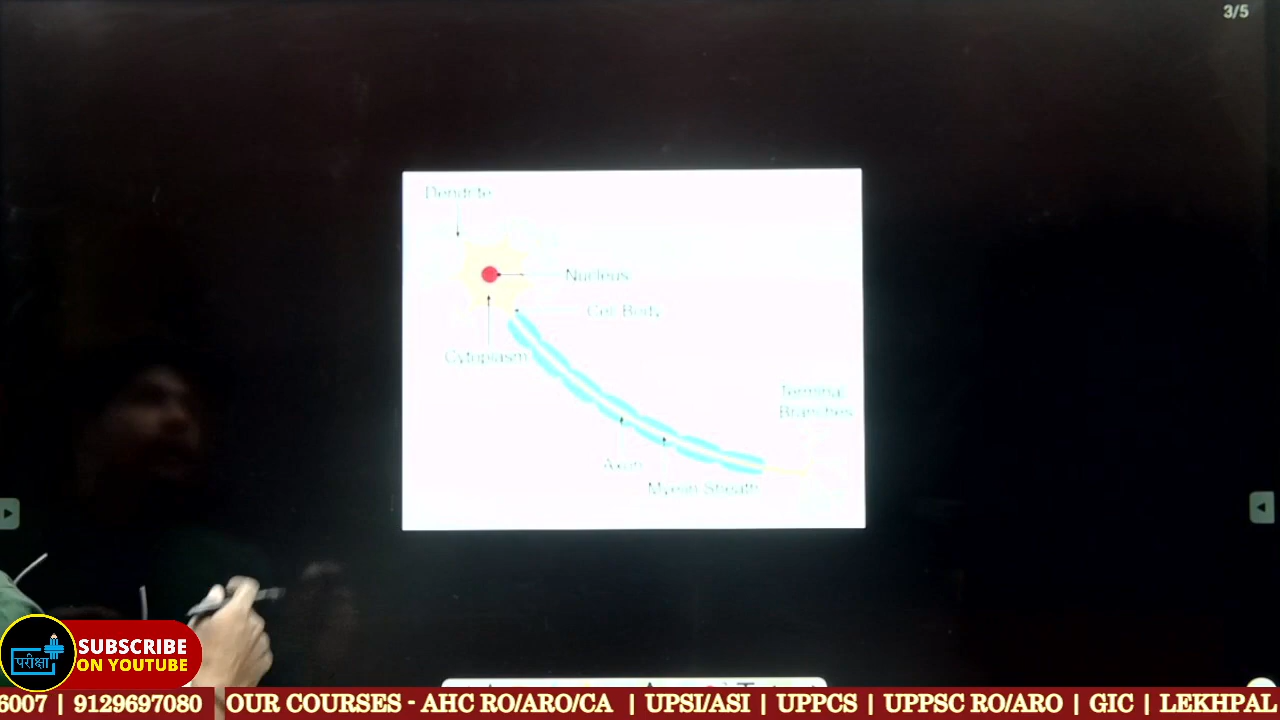 3/5
Dendrite
Nucleus
Cell Body
Cytoplasm
Terminal
Branches
Axon
Myelin Sheath
परीक्षा
SUBSCRIBE
ON YOUTUBE
6007 | 9129697080 | OUR COURSES - AHC RO/ARO/CA | UPSI/ASI | UPPCS | UPPSC RO/ARO | GIC | LEKHPAL